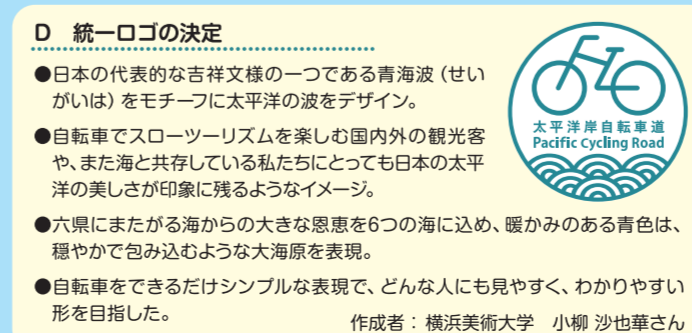 D 統一ロゴの決定
●日本の代表的な吉祥文様の一つである青海波（せい
がいは）をモチーフに太平洋の波をデザイン。
●自転車でスローツーリズムを楽しむ国内外の観光客
や、また海と共存している私たちにとっても日本の太平
洋の美しさが印象に残るようなイメージ。
太平洋岸自転車道
Pacific Cycling Road
●六県にまたがる海からの大きな恩恵を6つの海に込め、暖かみのある青色は、
穏やかで包み込むような大海原を表現。
●自転車をできるだけシンプルな表現で、どんな人にも見やすく、わかりやすい
形を目指した。
作成者：横浜美術大学 小柳 沙也華さん